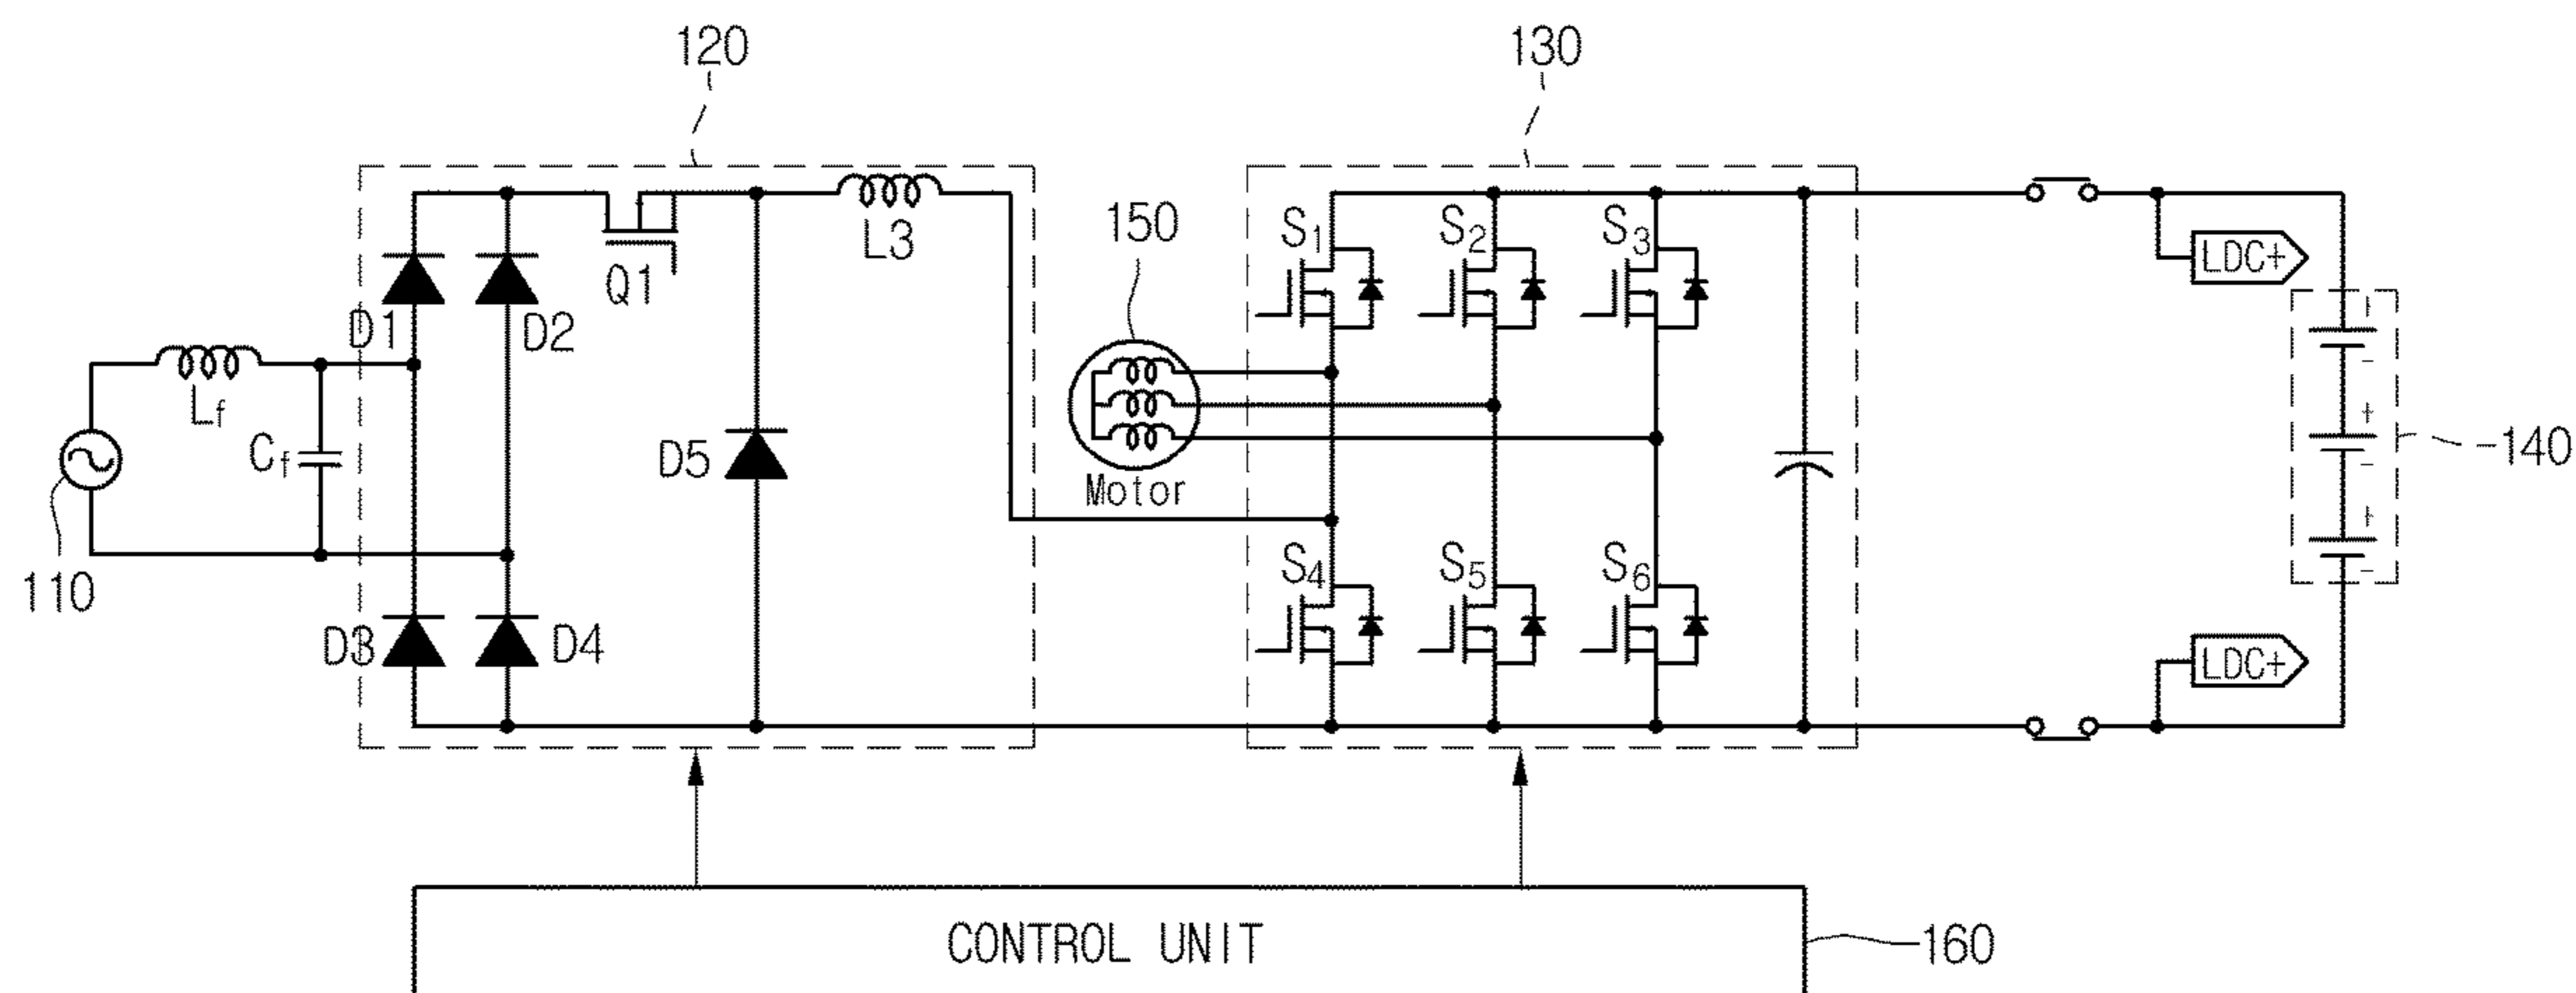 120
130
150
L3
S1
S2
S3
LDC+
Q1
D1
D2
Lf
Cf
D5
Motor
+
-
+
-
+
-
140
110
D3
D4
S4
S5
S6
LDC+
CONTROL UNIT
160